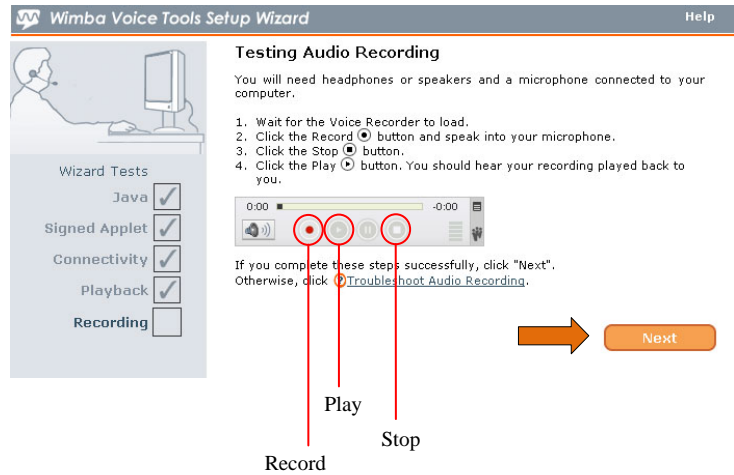 Wimba Voice Tools Setup Wizard
Help
Testing Audio Recording
You will need headphones or speakers and a microphone connected to your
computer.
1. Wait for the Voice Recorder to load.
2. Click the Record button and speak into your microphone.
3. Click the Stop button.
4. Click the Play button. You should hear your recording played back to
you.
Wizard Tests
Java
Signed Applet
Connectivity
Playback
Recording
0:00
-0:00
If you complete these steps successfully, click "Next".
Otherwise, click ? Troubleshoot Audio Recording.
Next
Play
Stop
Record